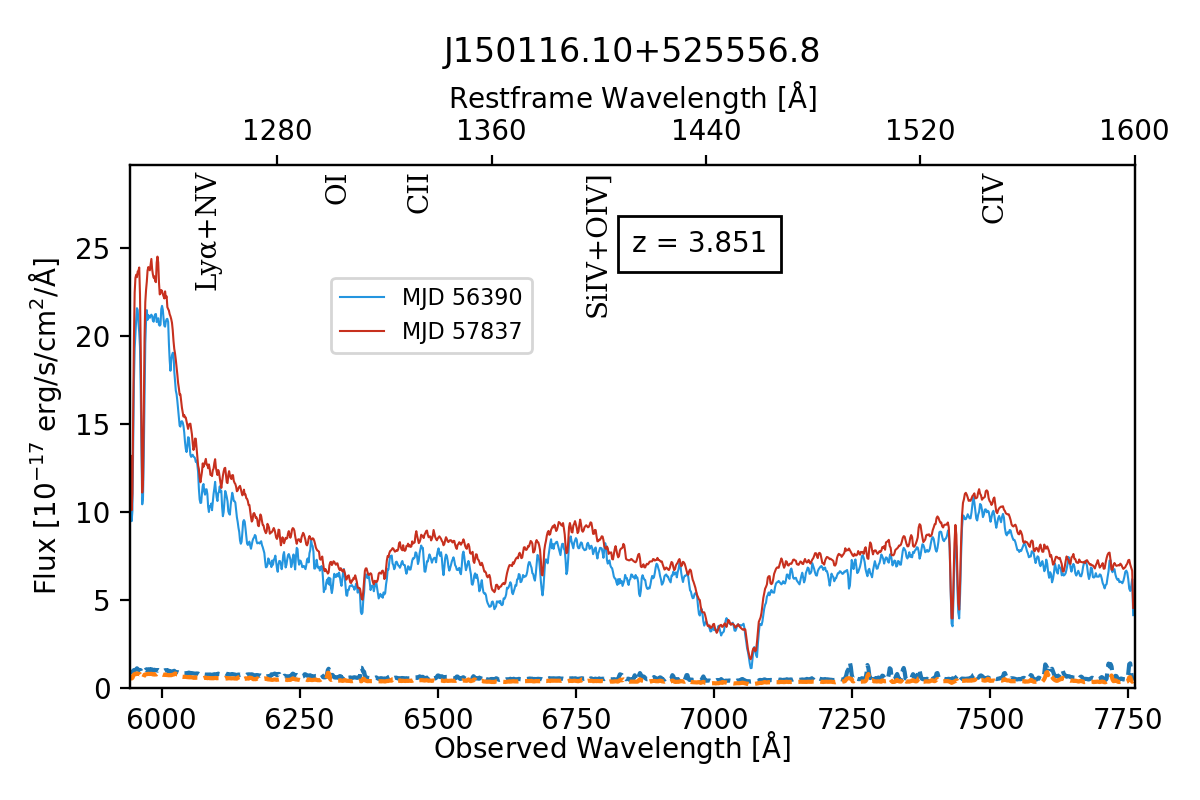 J150116.10+525556.8
Restframe Wavelength [Å]
1280 1360 1440 1520 1600
Lyα+NV
OI
CII
SiIV+OIV]
CIV
z = 3.851
MJD 56390
MJD 57837
Flux [10⁻¹⁷ erg/s/cm²/Å]
25
20
15
10
5
0
6000 6250 6500 6750 7000 7250 7500 7750
Observed Wavelength [Å]